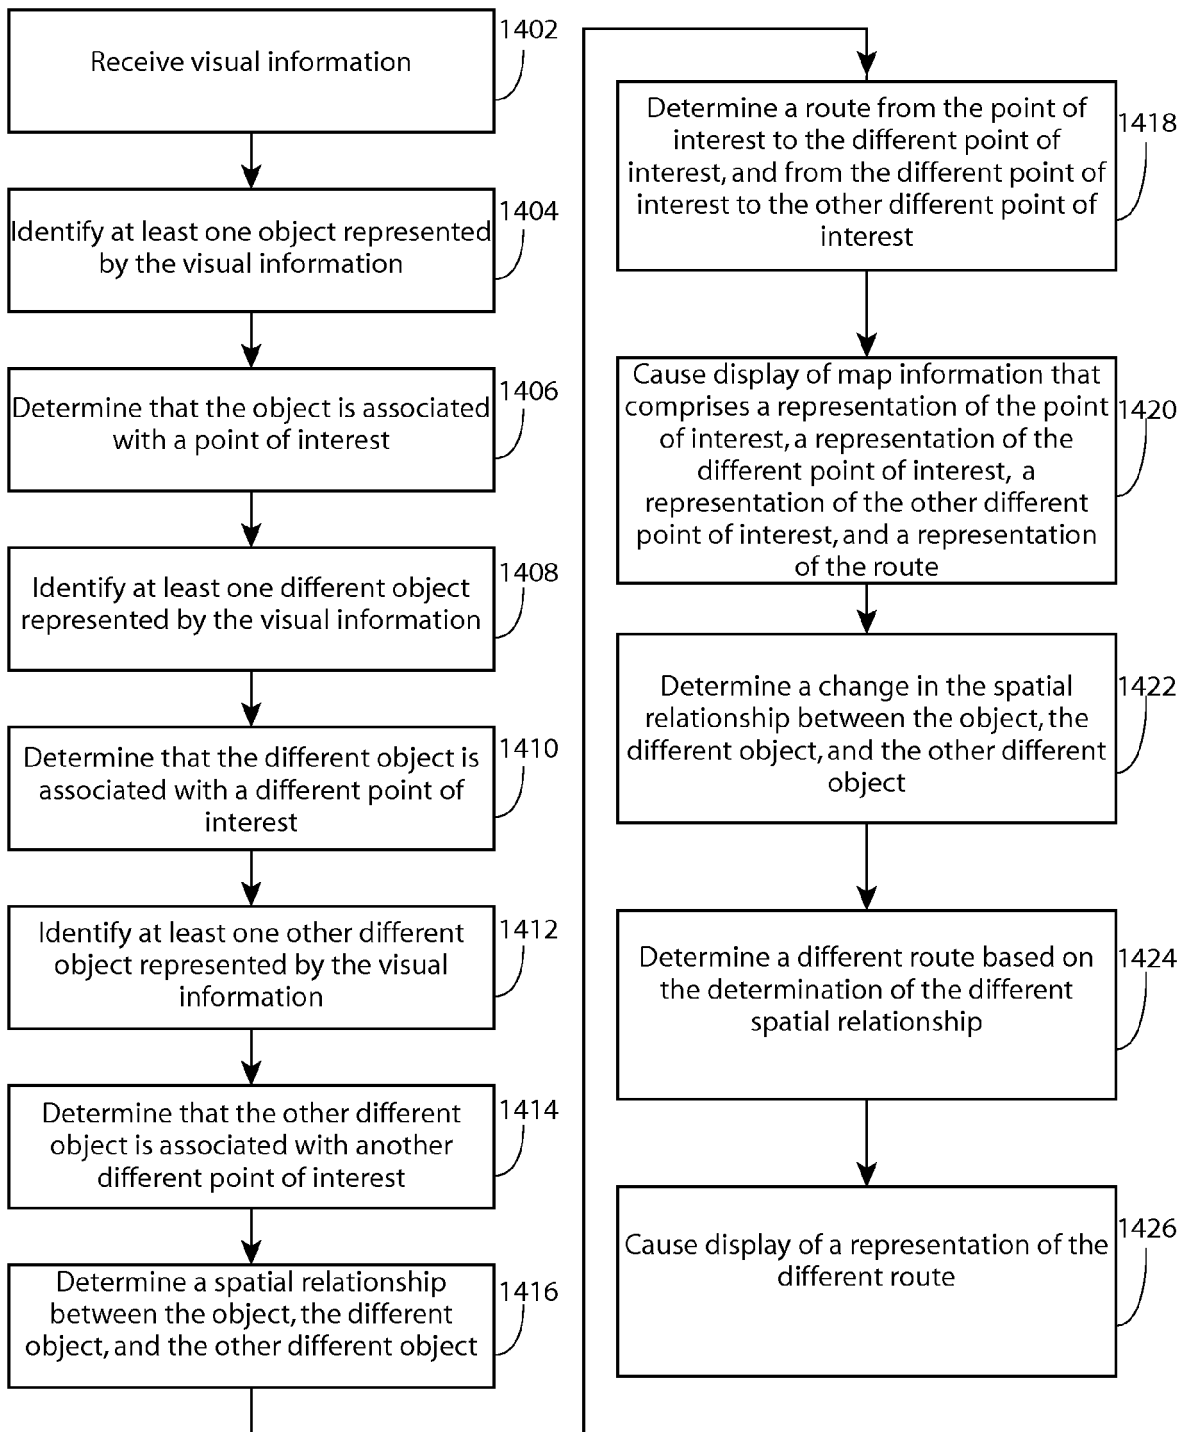 Receive visual information
1402
Identify at least one object represented
by the visual information
1404
Determine that the object is associated
with a point of interest
1406
Identify at least one different object
represented by the visual information
1408
Determine that the different object is
associated with a different point of
interest
1410
Identify at least one other different
object represented by the visual
information
1412
Determine that the other different
object is associated with another
different point of interest
1414
Determine a spatial relationship
between the object, the different
object, and the other different object
1416
Determine a route from the point of
interest to the different point of
interest, and from the different point of
interest to the other different point of
interest
1418
Cause display of map information that
comprises a representation of the point
of interest, a representation of the
different point of interest, a
representation of the other different
point of interest, and a representation
of the route
1420
Determine a change in the spatial
relationship between the object, the
different object, and the other different
object
1422
Determine a different route based on
the determination of the different
spatial relationship
1424
Cause display of a representation of the
different route
1426